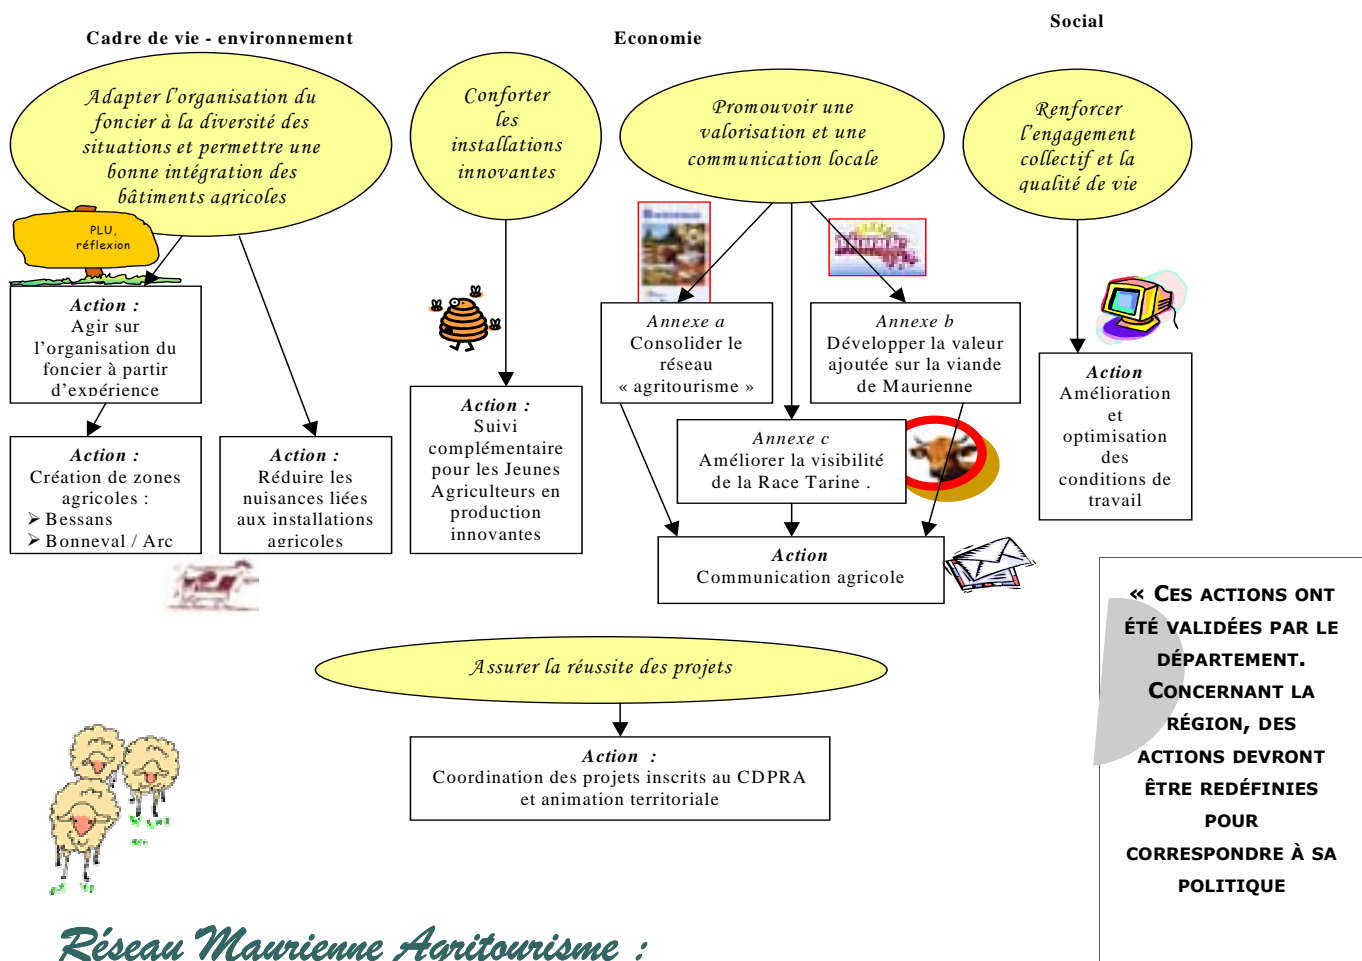 Cadre de vie - environnement
Economie
Social
Adapter l'organisation du
foncier à la diversité des
situations et permettre une
bonne intégration des
bâtiments agricoles
Conforter
les
installations
innovantes
Promouvoir une
valorisation et une
communication locale
Renforcer
l'engagement
collectif et la
qualité de vie
PLU,
réflexion
Action :
Agir sur
l'organisation du
foncier à partir
d'expérience
Action :
Création de zones
agricoles :
➢ Bessans
➢ Bonneval / Arc
Action :
Réduire les
nuisances liées
aux installations
agricoles
Action :
Suivi
complémentaire
pour les Jeunes
Agriculteurs en
production
innovantes
Annexe a
Consolider le
réseau
« agritourisme »
Annexe b
Développer la valeur
ajoutée sur la viande
de Maurienne
Annexe c
Améliorer la visibilité
de la Race Tarine .
Action
Communication agricole
Action
Amélioration
et
optimisation
des
conditions de
travail
Assurer la réussite des projets
Action :
Coordination des projets inscrits au CDPRA
et animation territoriale
« CES ACTIONS ONT
ÉTÉ VALIDÉES PAR LE
DÉPARTEMENT.
CONCERNANT LA
RÉGION, DES
ACTIONS DEVRONT
ÊTRE REDÉFINIES
POUR
CORRESPONDRE À SA
POLITIQUE
Réseau Maurienne Agritourisme :